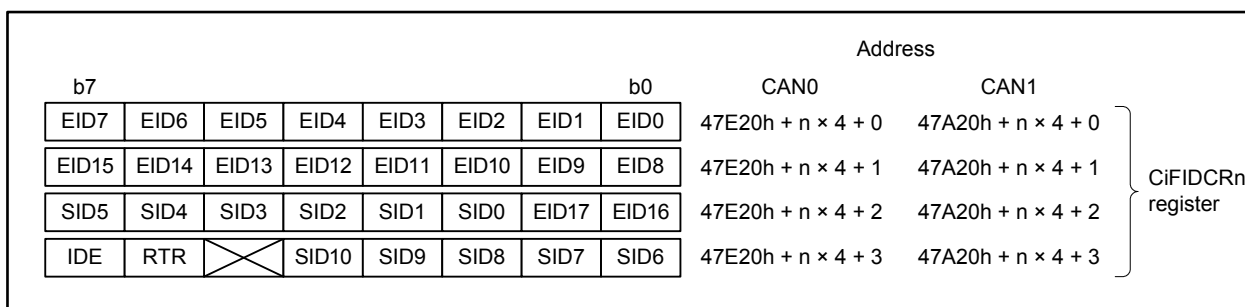 Address
b7 b0 CAN0 CAN1
EID7 EID6 EID5 EID4 EID3 EID2 EID1 EID0 47E20h + n × 4 + 0 47A20h + n × 4 + 0
EID15 EID14 EID13 EID12 EID11 EID10 EID9 EID8 47E20h + n × 4 + 1 47A20h + n × 4 + 1
SID5 SID4 SID3 SID2 SID1 SID0 EID17 EID16 47E20h + n × 4 + 2 47A20h + n × 4 + 2
IDE RTR SID10 SID9 SID8 SID7 SID6 47E20h + n × 4 + 3 47A20h + n × 4 + 3
CiFIDCRn
register